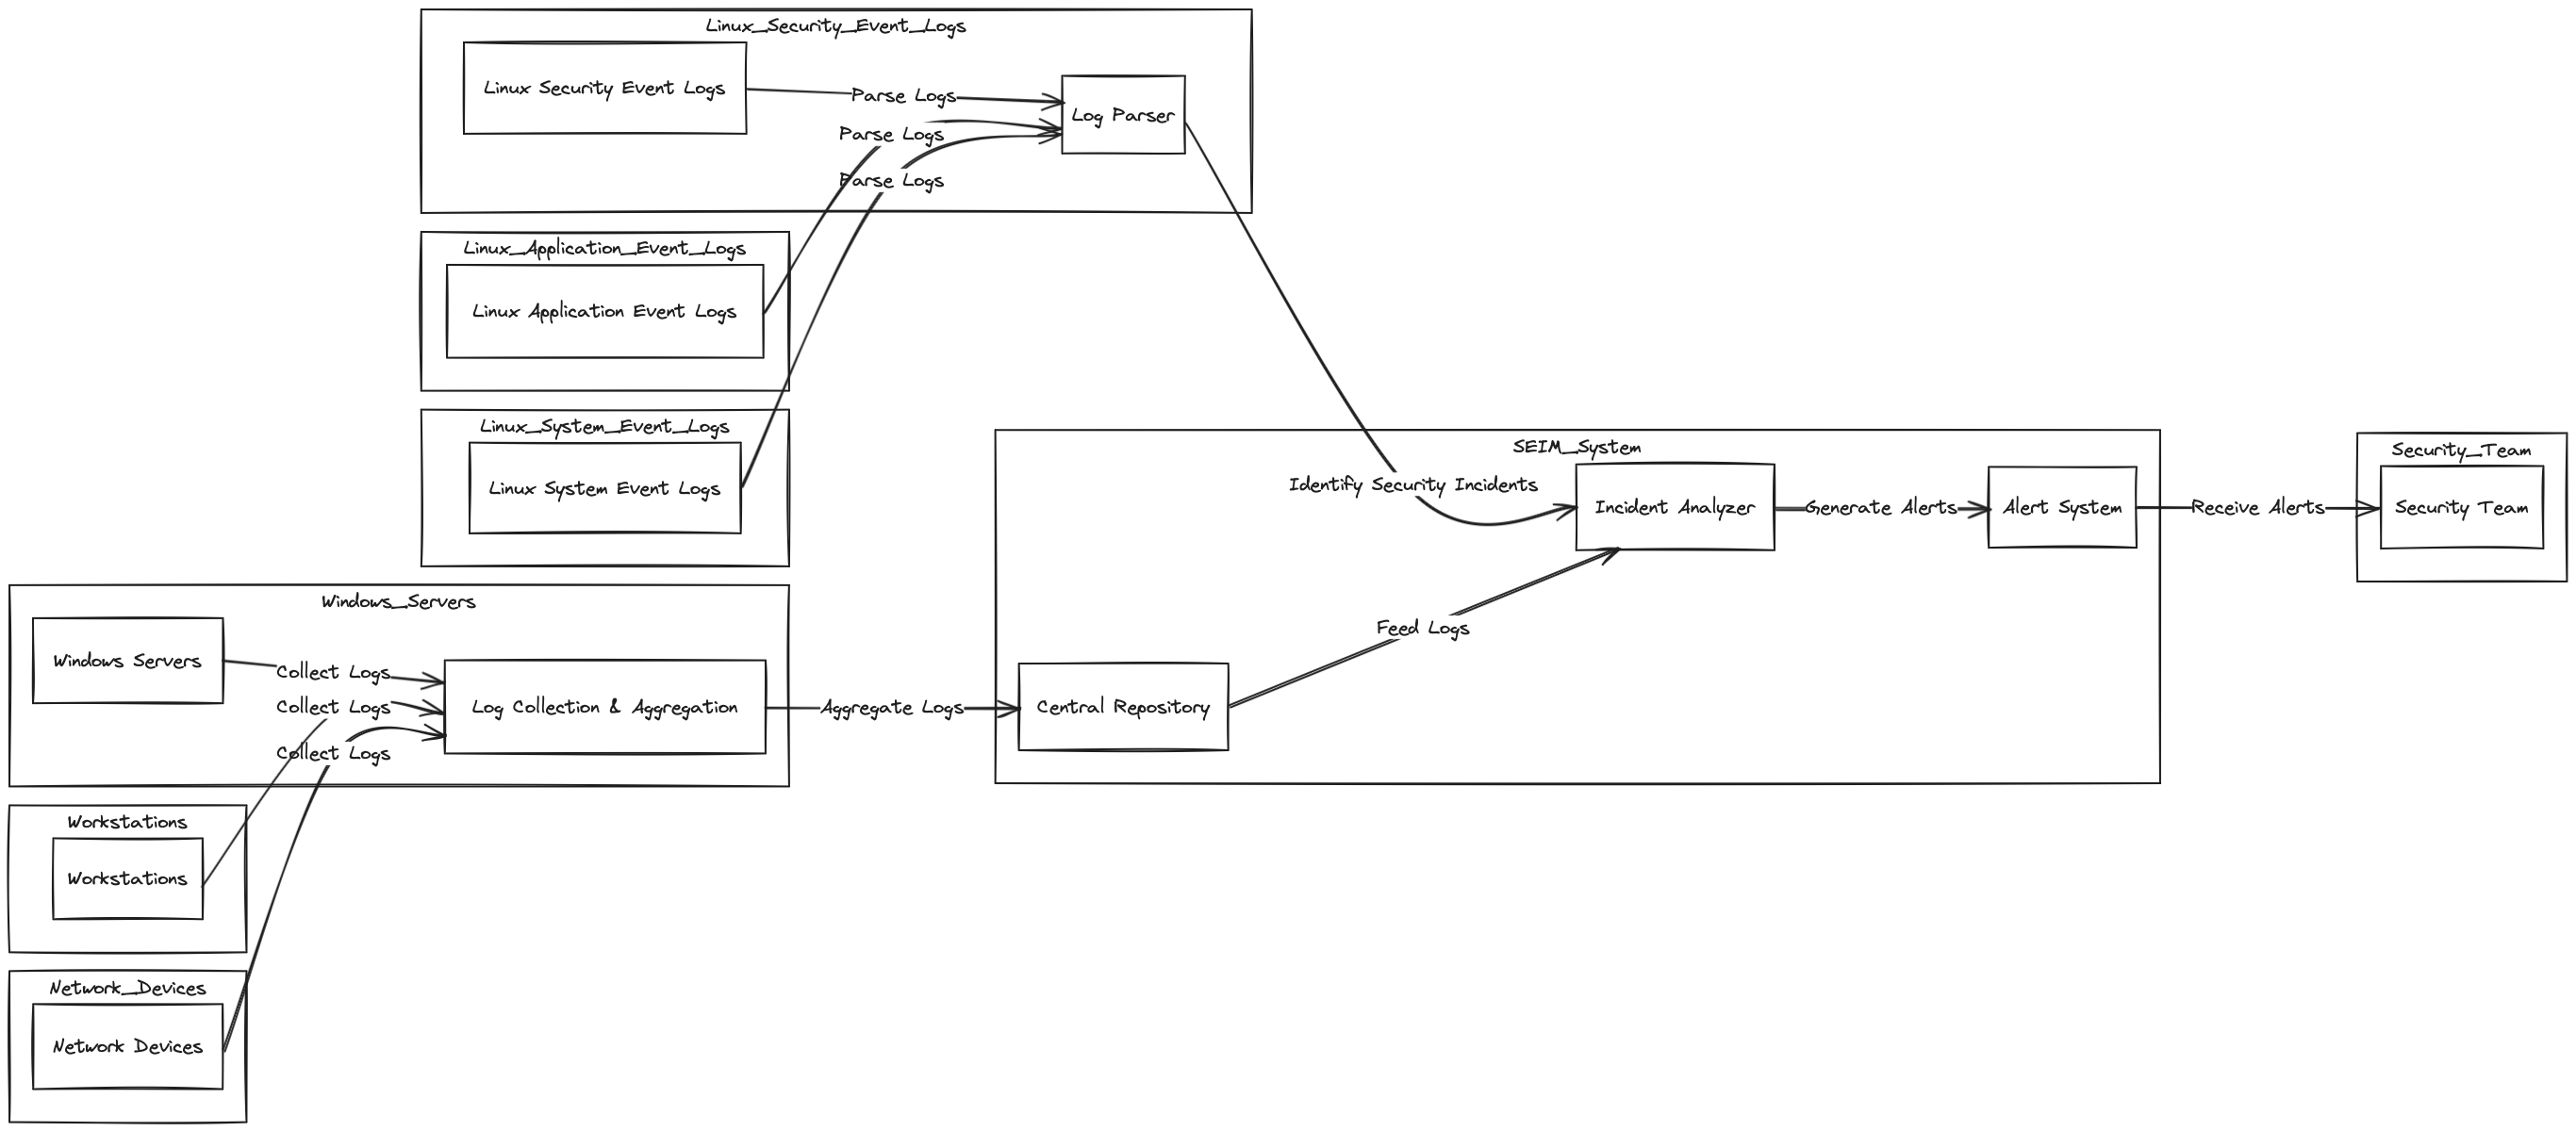 Linux_Security_Event_Logs
Linux Security Event Logs
Parse Logs
Log Parser
Parse Logs
Parse Logs
Linux_Application_Event_Logs
Linux Application Event Logs
Linux_System_Event_Logs
Linux System Event Logs
SEIM_System
Identify Security Incidents
Incident Analyzer
Generate Alerts
Alert System
Receive Alerts
Security_Team
Security Team
Feed Logs
Windows_Servers
Windows Servers
Collect Logs
Collect Logs
Collect Logs
Log Collection & Aggregation
Aggregate Logs
Central Repository
Workstations
Workstations
Network_Devices
Network Devices